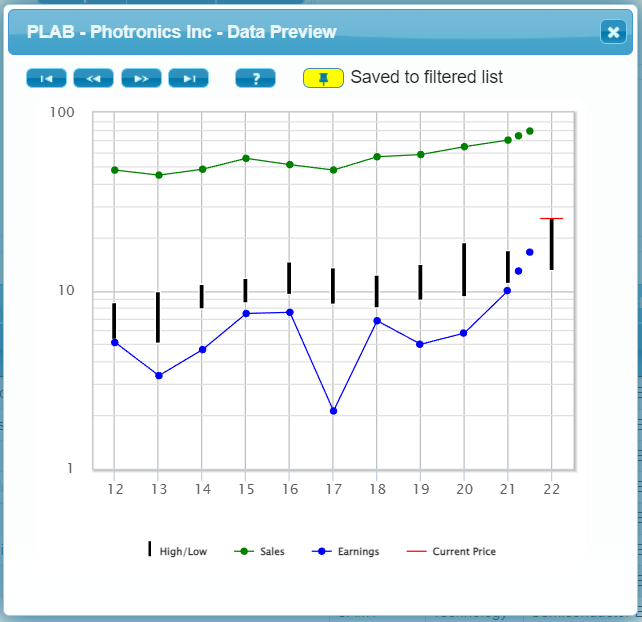 PLAB - Photronics Inc - Data Preview
? Saved to filtered list
100
10
1
12 13 14 15 16 17 18 19 20 21 22
High/Low Sales Earnings Current Price